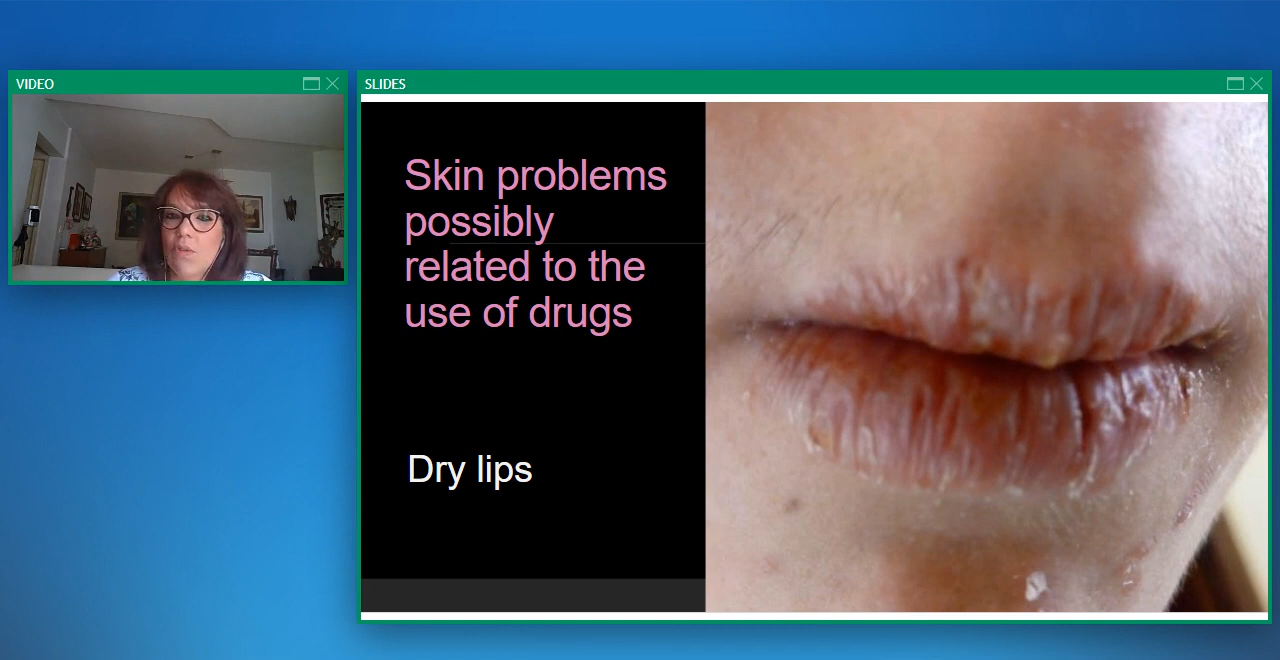 VIDEO
SLIDES
Skin problems
possibly
related to the
use of drugs
Dry lips